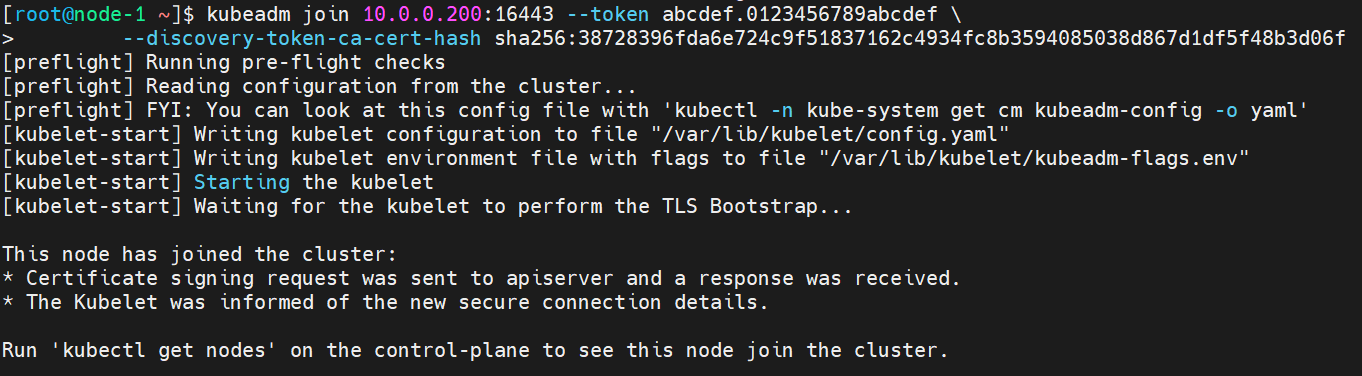 [root@node-1 ~]$ kubeadm join 10.0.0.200:16443 --token abcdef.0123456789abcdef \
>         --discovery-token-ca-cert-hash sha256:38728396fda6e724c9f51837162c4934fc8b3594085038d867d1df5f48b3d06f
[preflight] Running pre-flight checks
[preflight] Reading configuration from the cluster...
[preflight] FYI: You can look at this config file with 'kubectl -n kube-system get cm kubeadm-config -o yaml'
[kubelet-start] Writing kubelet configuration to file "/var/lib/kubelet/config.yaml"
[kubelet-start] Writing kubelet environment file with flags to file "/var/lib/kubelet/kubeadm-flags.env"
[kubelet-start] Starting the kubelet
[kubelet-start] Waiting for the kubelet to perform the TLS Bootstrap...

This node has joined the cluster:
* Certificate signing request was sent to apiserver and a response was received.
* The Kubelet was informed of the new secure connection details.

Run 'kubectl get nodes' on the control-plane to see this node join the cluster.